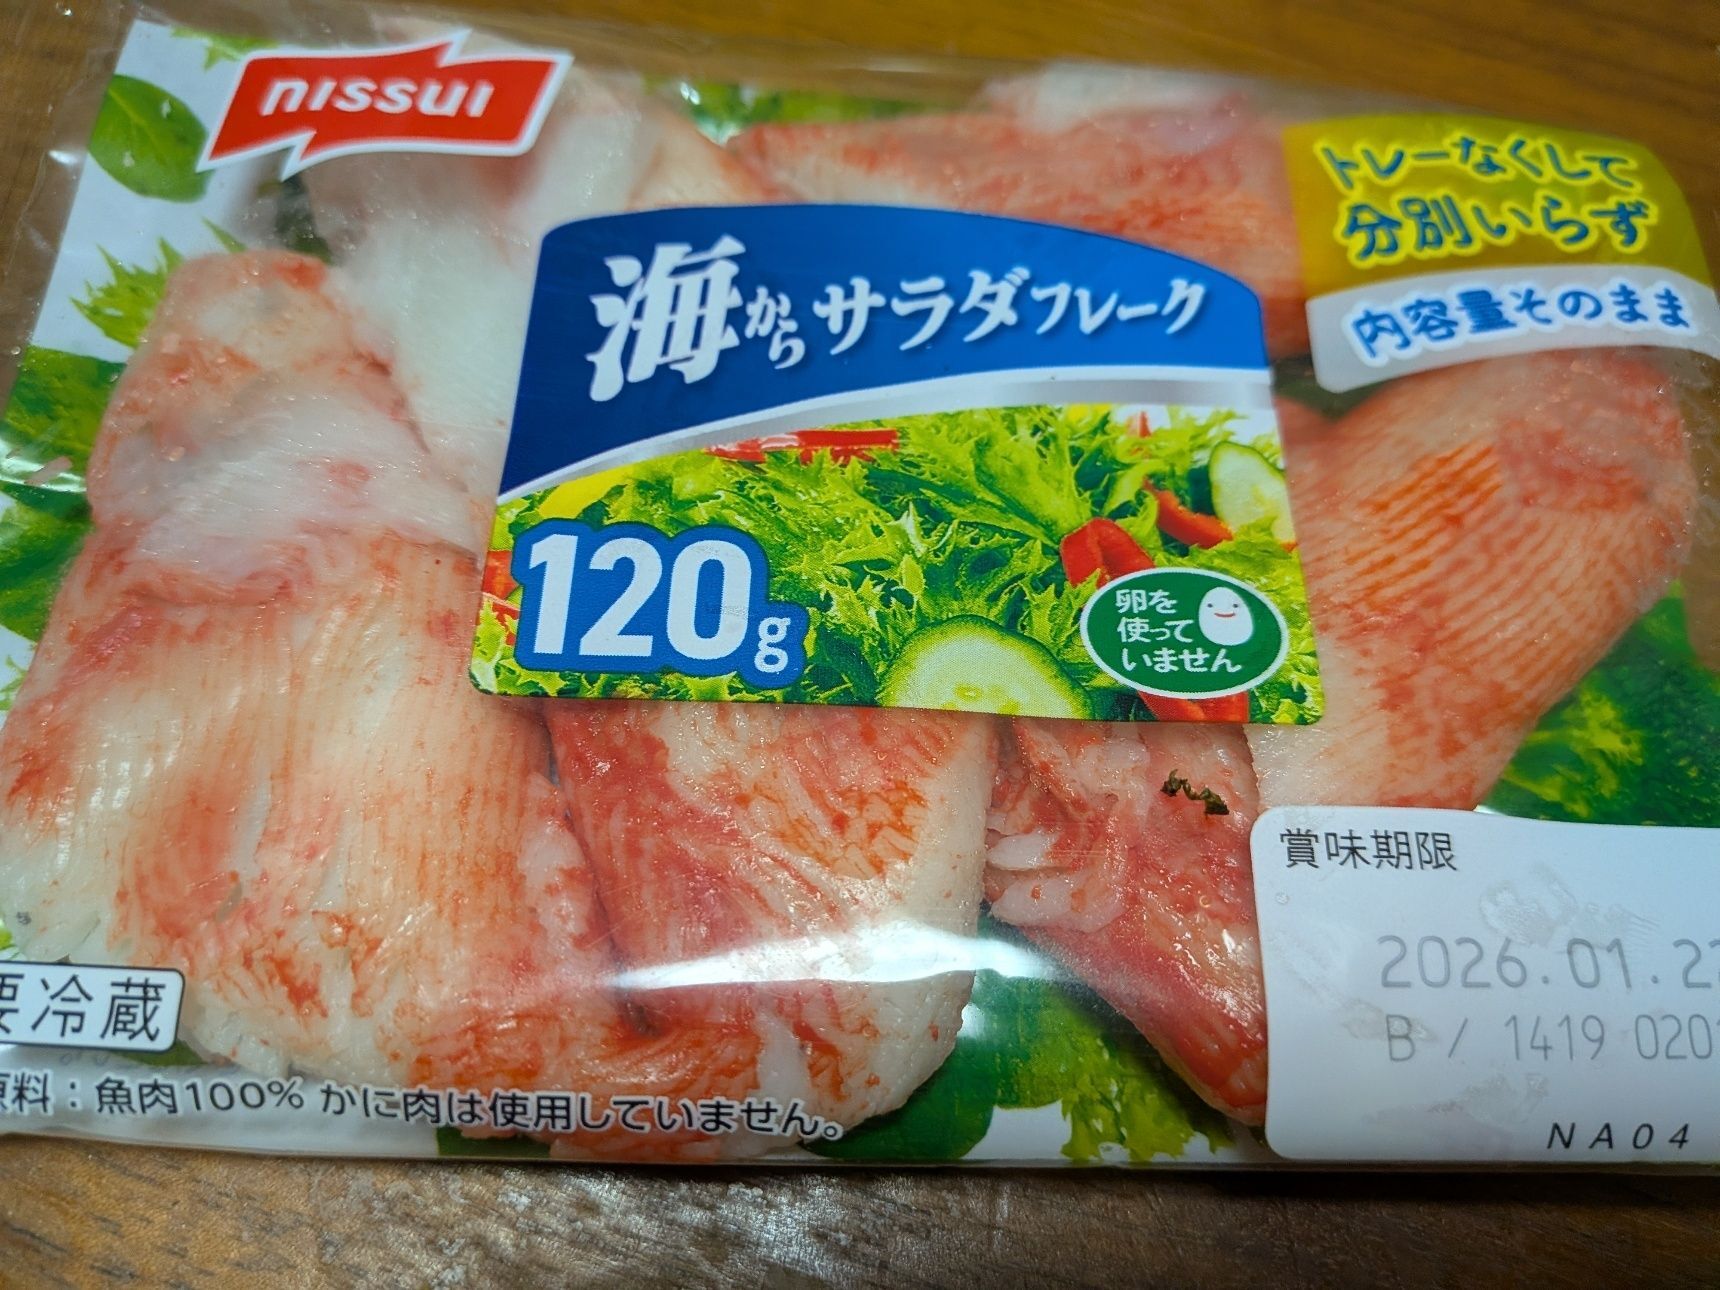 nissui
トレーなくして
分別いらず
内容量そのまま
海からサラダフレーク
120g
卵を
使って
いません
賞味期限
2026.01.22
B / 1419 020
NA04
要冷蔵
原料：魚肉100% かに肉は使用していません。